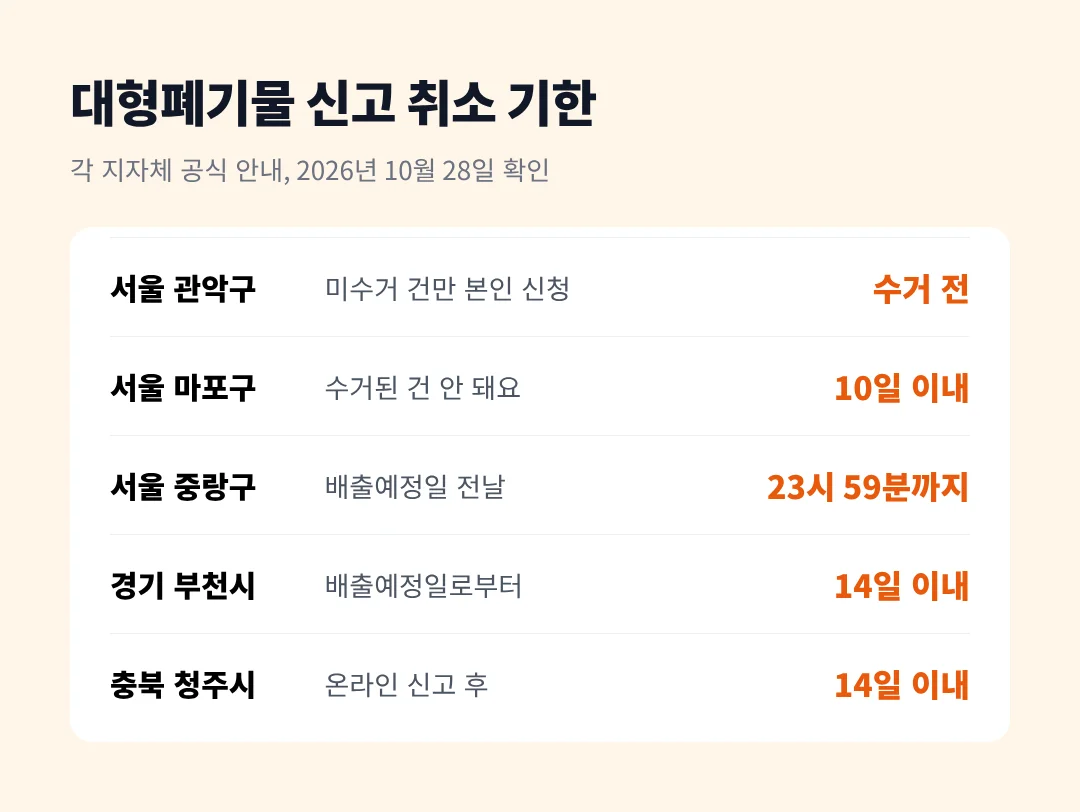 대형폐기물 신고 취소 기한
각 지자체 공식 안내, 2026년 10월 28일 확인
서울 관악구 미수거 건만 본인 신청 수거 전
서울 마포구 수거된 건 안 돼요 10일 이내
서울 중랑구 배출예정일 전날 23시 59분까지
경기 부천시 배출예정일로부터 14일 이내
충북 청주시 온라인 신고 후 14일 이내